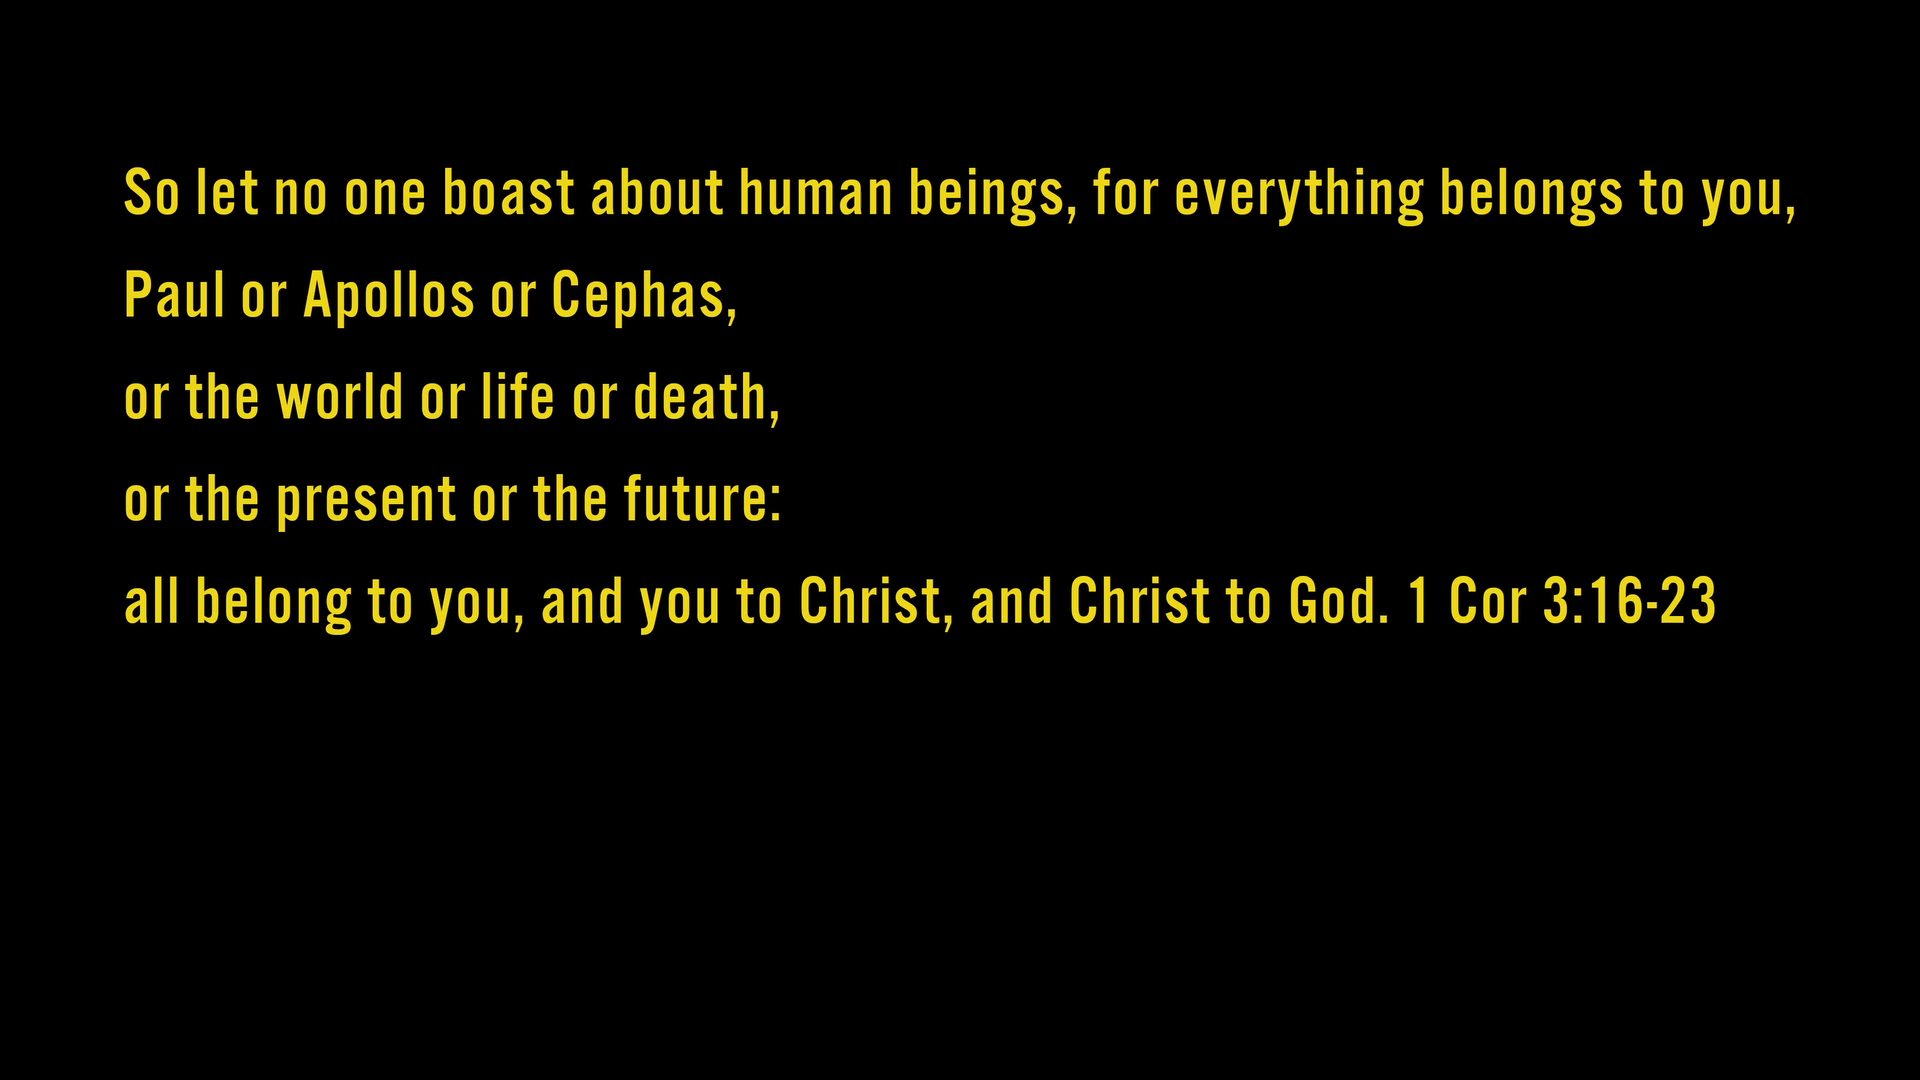 So let no one boast about human beings, for everything belongs to you,
Paul or Apollos or Cephas,
or the world or life or death,
or the present or the future:
all belong to you, and you to Christ, and Christ to God. 1 Cor 3:16-23